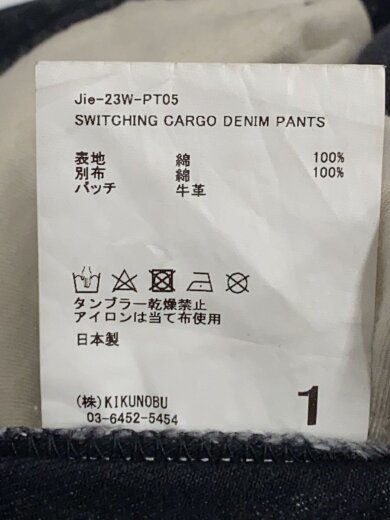 Jie-23W-PT05
SWITCHING CARGO DENIM PANTS
表地 綿 100%
別布 綿 100%
パッチ 牛革
タンブラー乾燥禁止
アイロンは当て布使用
日本製
(株)KIKUNOBU
03-6452-5454
1